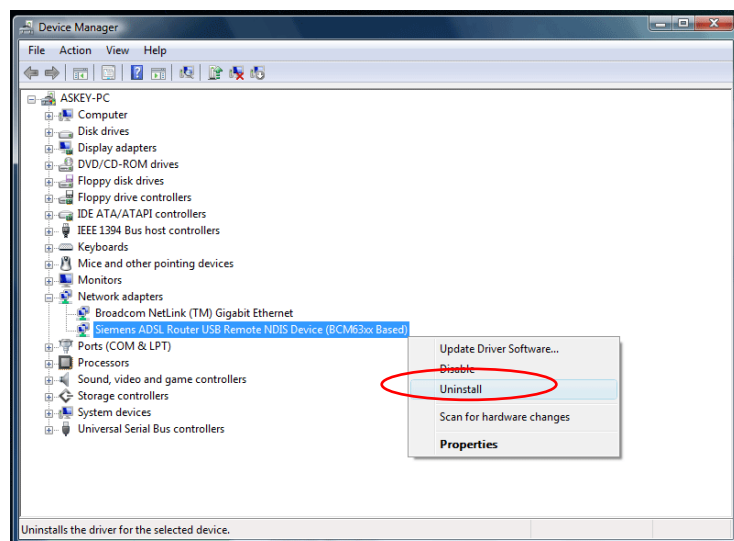 Device Manager
File Action View Help
ASKEY-PC
Computer
Disk drives
Display adapters
DVD/CD-ROM drives
Floppy disk drives
Floppy drive controllers
IDE ATA/ATAPI controllers
IEEE 1394 Bus host controllers
Keyboards
Mice and other pointing devices
Monitors
Network adapters
Broadcom NetLink (TM) Gigabit Ethernet
Siemens ADSL Router USB Remote NDIS Device (BCM63xx Based)
Ports (COM & LPT)
Processors
Sound, video and game controllers
Storage controllers
System devices
Universal Serial Bus controllers
Update Driver Software...
Disable
Uninstall
Scan for hardware changes
Properties
Uninstalls the driver for the selected device.